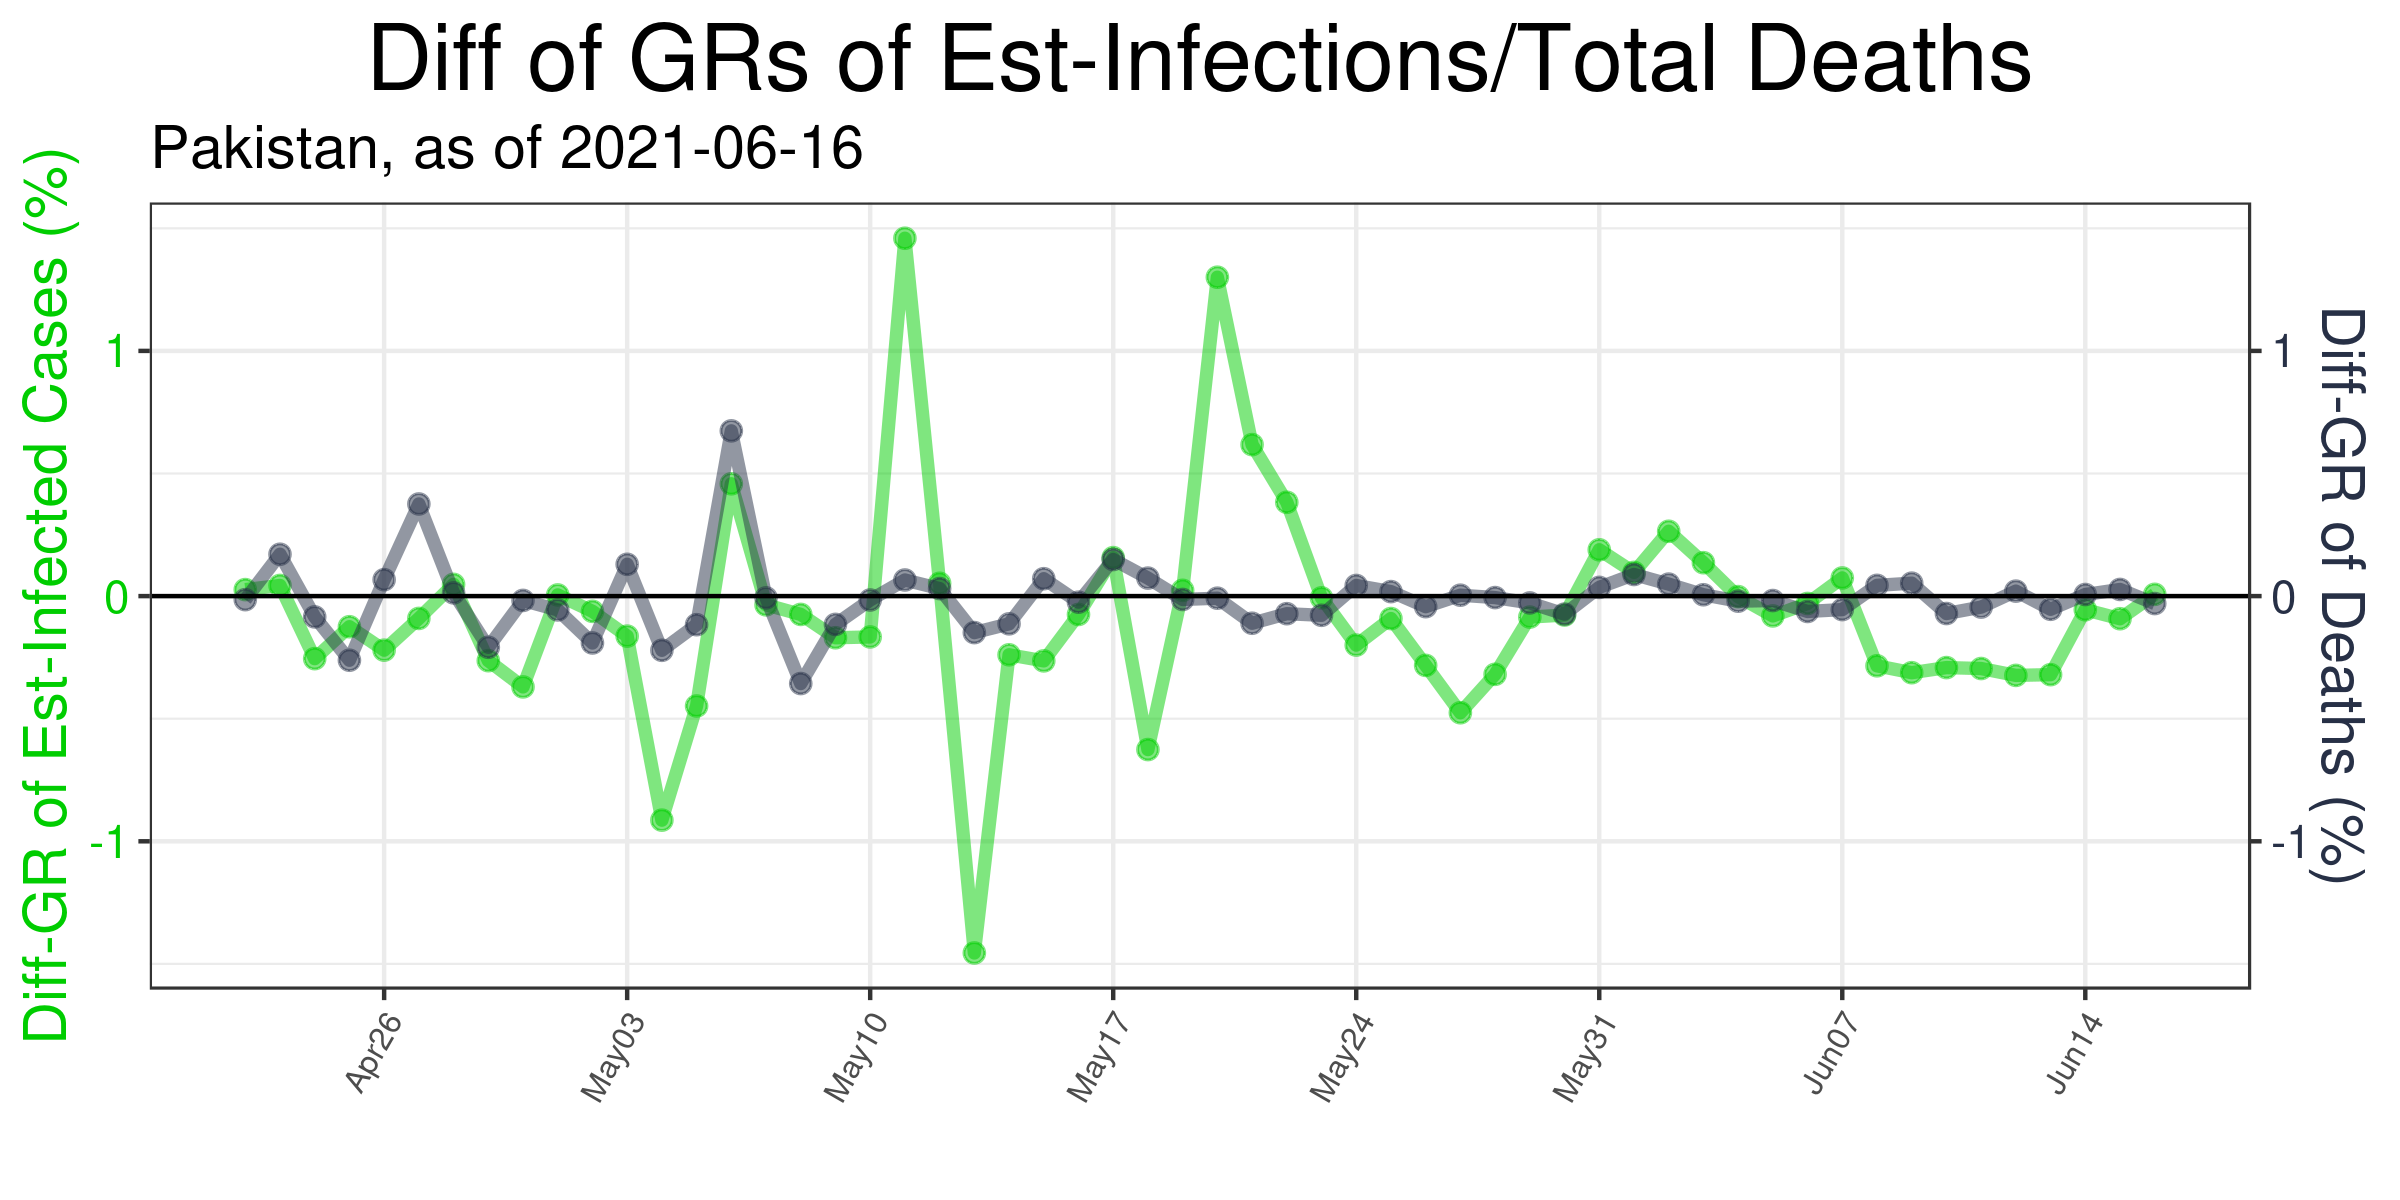 Diff of GRs of Est-Infections/Total Deaths
Pakistan, as of 2021-06-16
Diff-GR of Est-Infected Cases (%)
1
0
-1
1
0
-1
Diff-GR of Deaths (%)
Apr26
May03
May10
May17
May24
May31
Jun07
Jun14